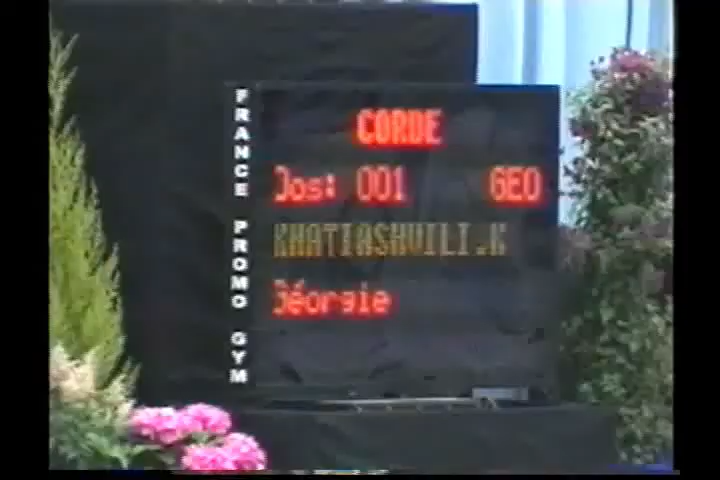 FRANCE PROMO GYM
CORDE
Dos: 001 GEO
KHATIASHVILI.K
Géorgie